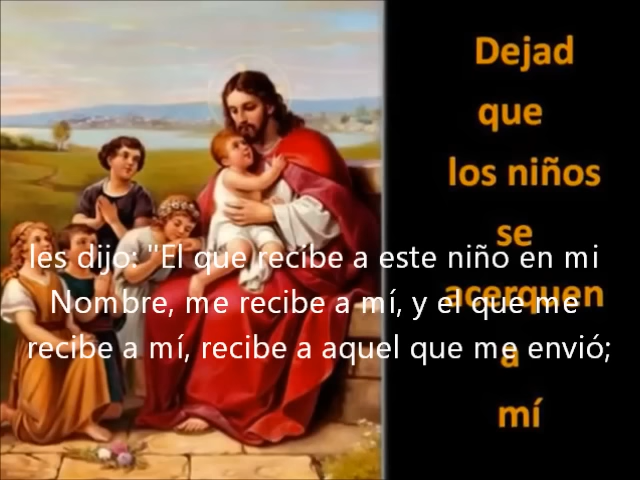 Dejad
que
los niños
se
acerquen
a
mí
les dijo: "El que recibe a este niño en mi
Nombre, me recibe a mí, y el que me
recibe a mí, recibe a aquel que me envió;